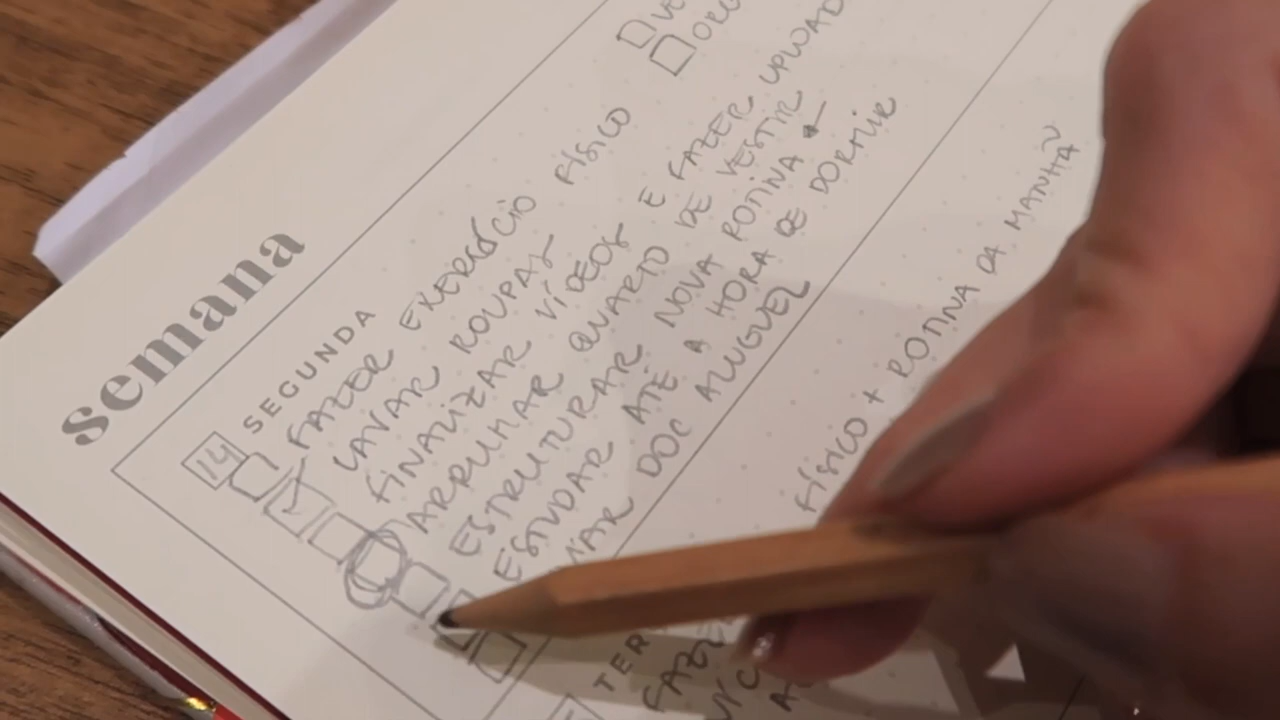 semana
14 SEGUNDA
FAZER EXERCÍCIO FÍSICO
LAVAR ROUPAS
FINALIZAR VÍDEOS E FAZER UPLOAD
ARRUMAR QUARTO DE VESTIR
ESTRUTURAR NOVA ROTINA
ESTUDAR ATÉ A HORA DE DORMIR
DOC ALUGUEL
TER
FAZER FÍSICO + ROTINA DA MANHÃ